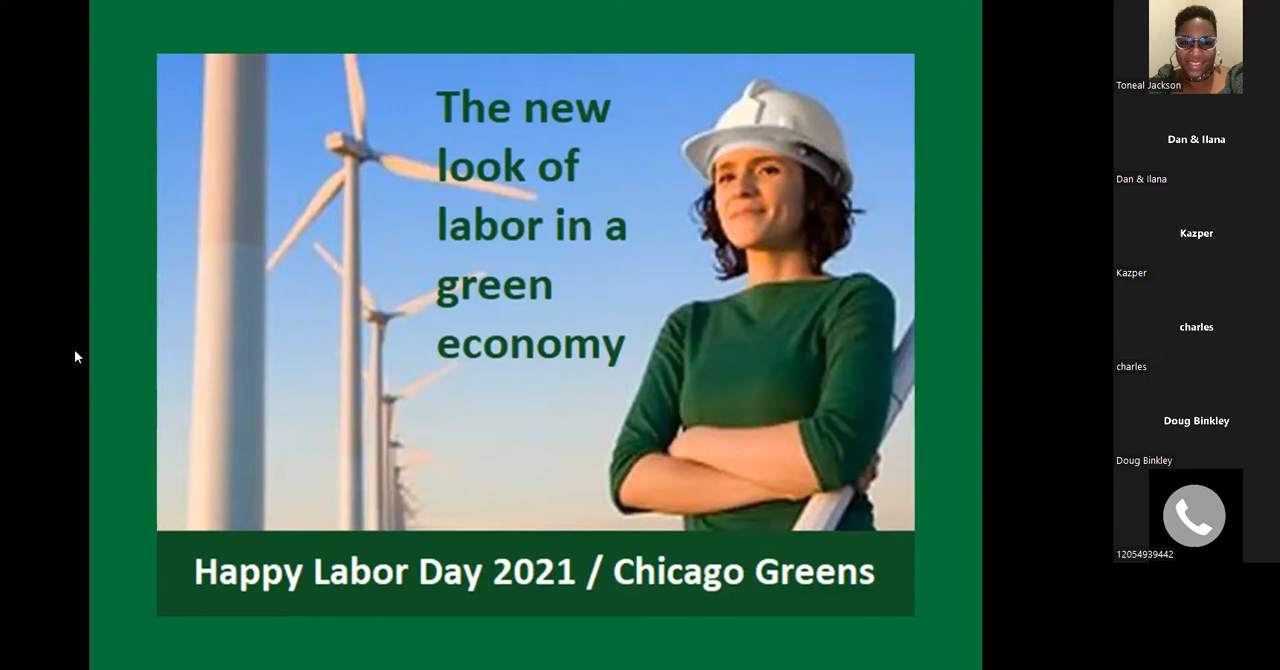 The new
look of
labor in a
green
economy
Happy Labor Day 2021 / Chicago Greens
Toneal Jackson
Dan & Ilana
Dan & Ilana
Kazper
Kazper
charles
charles
Doug Binkley
Doug Binkley
12054939442